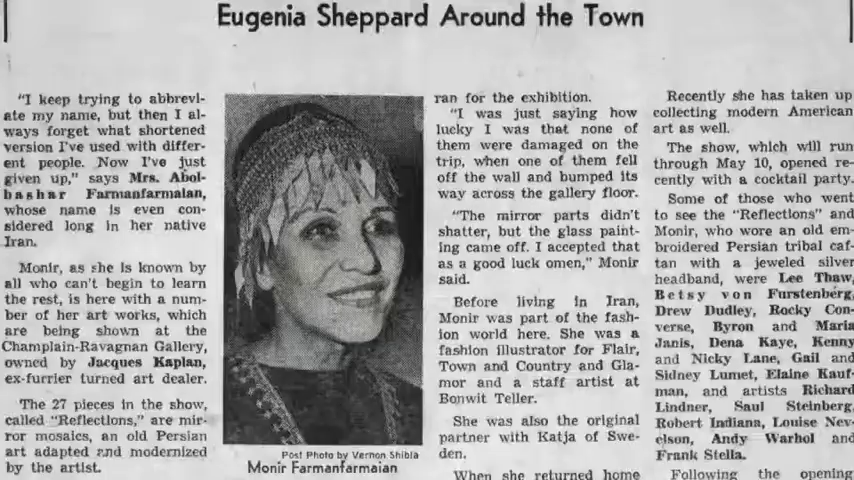 Eugenia Sheppard Around the Town
"I keep trying to abbrevi-
ate my name, but then I al-
ways forget what shortened
version I've used with differ-
ent people. Now I've just
given up," says Mrs. Abol-
bashar Farmanfarmaian,
whose name is even con-
sidered long in her native
Iran.
Monir, as she is known by
all who can't begin to learn
the rest, is here with a num-
ber of her art works, which
are being shown at the
Champlain-Ravagnan Gallery,
owned by Jacques Kaplan,
ex-furrier turned art dealer.
The 27 pieces in the show,
called "Reflections," are mir-
ror mosaics, an old Persian
art adapted and modernized
by the artist.
Post Photo by Vernon Shibla
Monir Farmanfarmaian
ran for the exhibition.
"I was just saying how
lucky I was that none of
them were damaged on the
trip, when one of them fell
off the wall and bumped its
way across the gallery floor.
"The mirror parts didn't
shatter, but the glass paint-
ing came off. I accepted that
as a good luck omen," Monir
said.
Before living in Iran,
Monir was part of the fash-
ion world here. She was a
fashion illustrator for Flair,
Town and Country and Gla-
mor and a staff artist at
Bonwit Teller.
She was also the original
partner with Katja of Swe-
den.
When she returned home
Recently she has taken up
collecting modern American
art as well.
The show, which will run
through May 10, opened re-
cently with a cocktail party.
Some of those who went
to see the "Reflections" and
Monir, who wore an old em-
broidered Persian tribal caf-
tan with a jeweled silver
headband, were Lee Thaw,
Betsy von Furstenberg,
Drew Dudley, Rocky Con-
verse, Byron and Maria
Janis, Dena Kaye, Kenny
and Nicky Lane, Gail and
Sidney Lumet, Elaine Kauf-
man, and artists Richard
Lindner, Saul Steinberg,
Robert Indiana, Louise Nev-
elson, Andy Warhol and
Frank Stella.
Following the opening